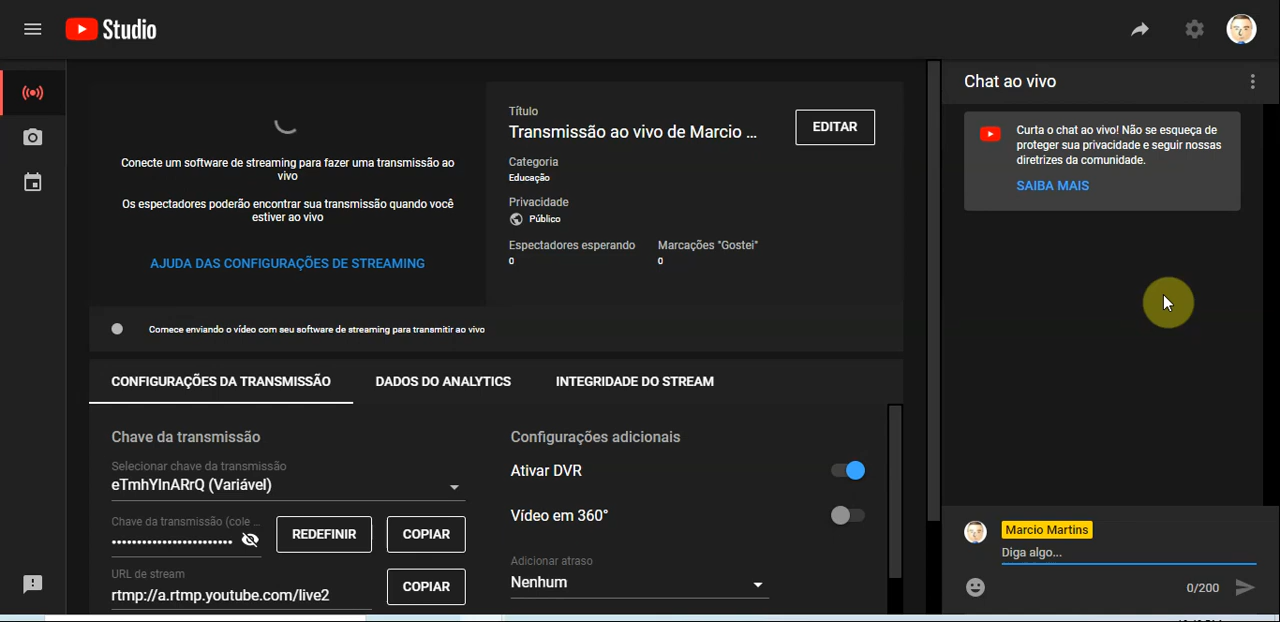 Studio
Conecte um software de streaming para fazer uma transmissão ao
vivo
Os espectadores poderão encontrar sua transmissão quando você
estiver ao vivo
AJUDA DAS CONFIGURAÇÕES DE STREAMING
Título
Transmissão ao vivo de Marcio ...
EDITAR
Categoria
Educação
Privacidade
Público
Espectadores esperando
0
Marcações "Gostei"
0
Comece enviando o vídeo com seu software de streaming para transmitir ao vivo
CONFIGURAÇÕES DA TRANSMISSÃO
DADOS DO ANALYTICS
INTEGRIDADE DO STREAM
Chave da transmissão
Selecionar chave da transmissão
eTmhYlnARrQ (Variável)
Chave da transmissão (cole ...
••••••••••••••••••••••••
REDEFINIR
COPIAR
URL de stream
rtmp://a.rtmp.youtube.com/live2
COPIAR
Configurações adicionais
Ativar DVR
Vídeo em 360°
Adicionar atraso
Nenhum
Chat ao vivo
Curta o chat ao vivo! Não se esqueça de
proteger sua privacidade e seguir nossas
diretrizes da comunidade.
SAIBA MAIS
Marcio Martins
Diga algo...
0/200